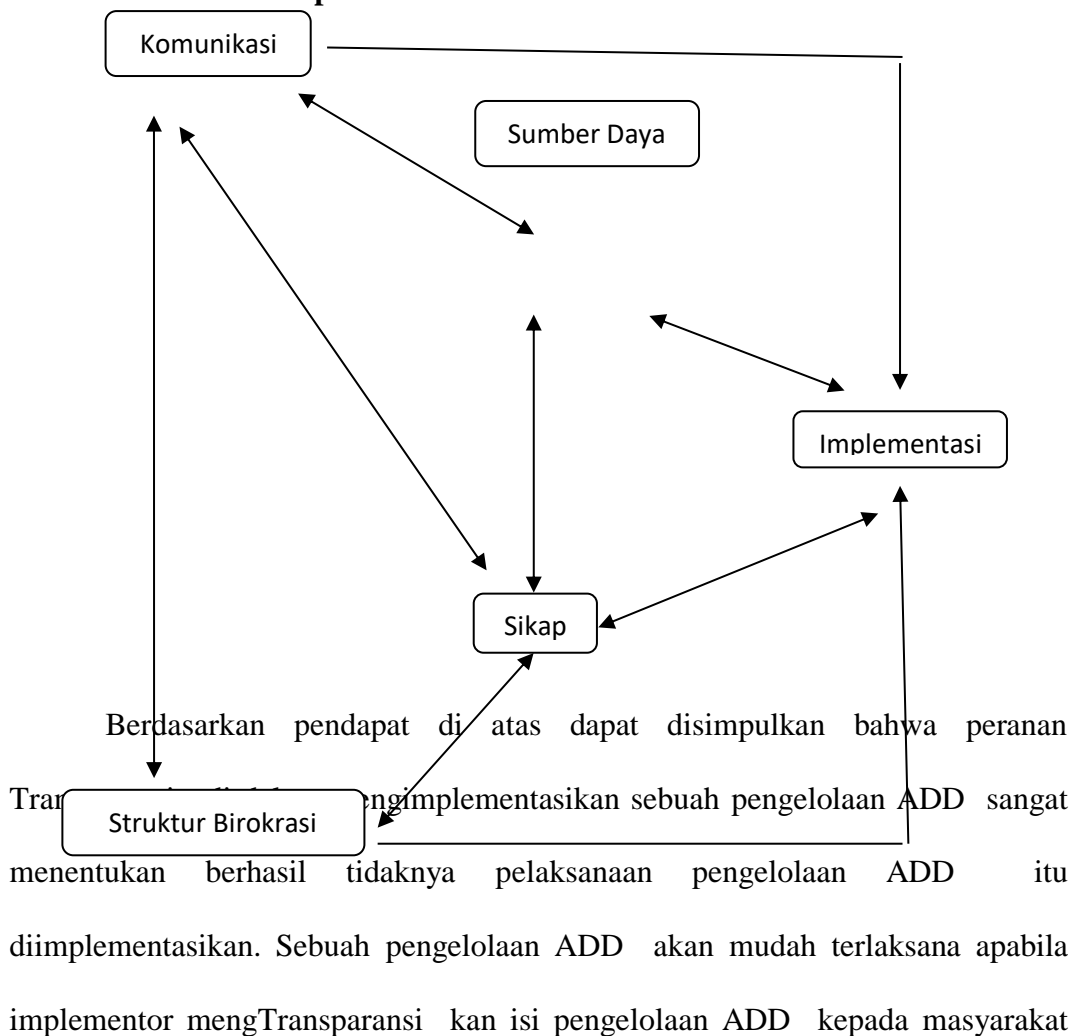 Komunikasi
Sumber Daya
Implementasi
Sikap
Berdasarkan pendapat di atas dapat disimpulkan bahwa peranan
engimplementasikan sebuah pengelolaan ADD sangat
Struktur Birokrasi
menentukan berhasil tidaknya pelaksanaan pengelolaan ADD itu
diimplementasikan. Sebuah pengelolaan ADD akan mudah terlaksana apabila
implementor mengTransparansi kan isi pengelolaan ADD kepada masyarakat